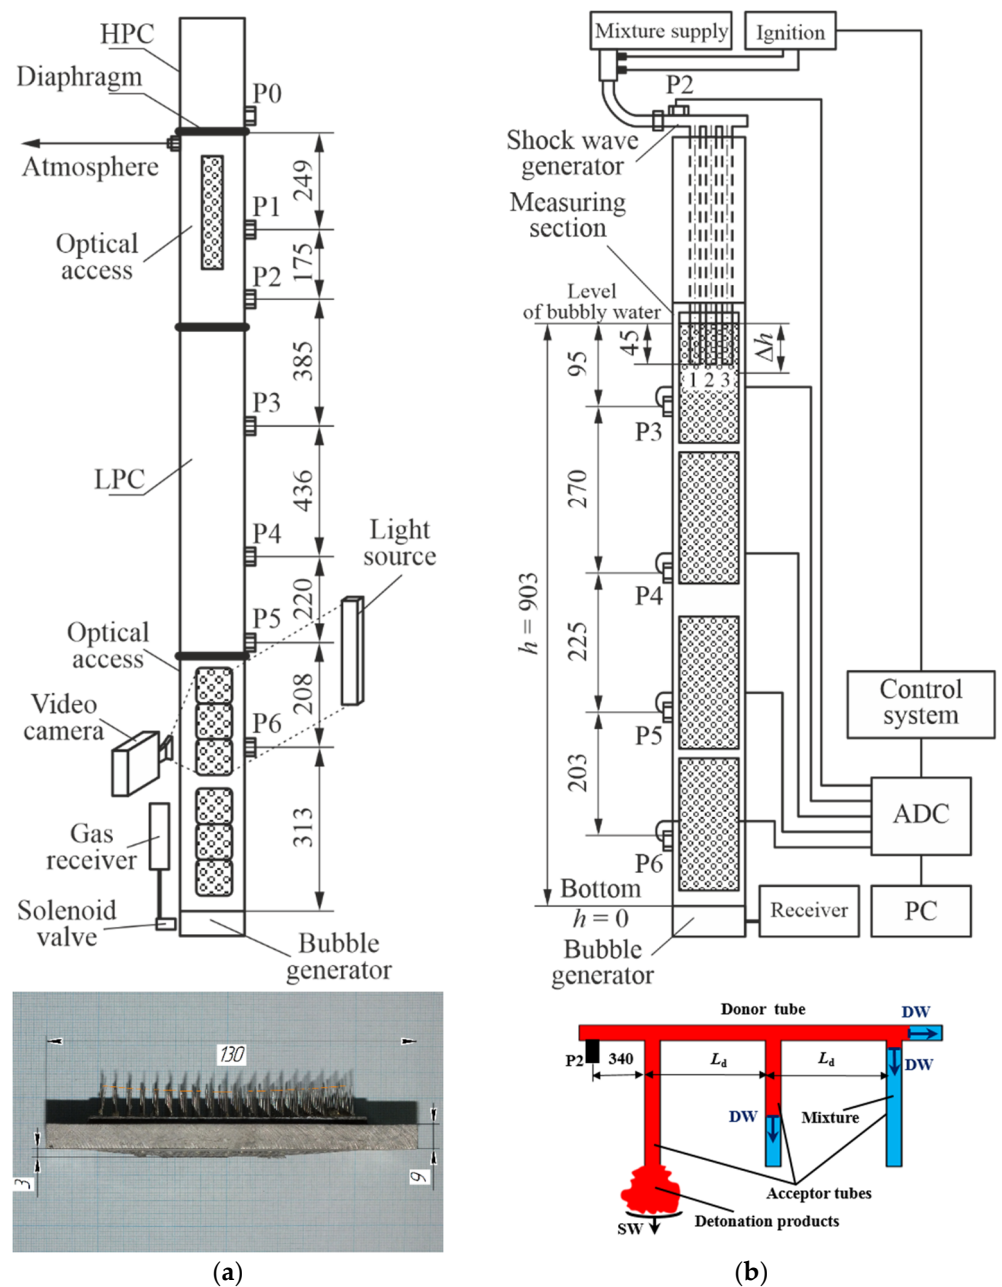 HPC
Diaphragm
P0
Atmosphere
249
P1
Optical
access
175
P2
385
P3
LPC
436
P4
Light
source
220
P5
Optical
access
208
Video
camera
P6
Gas
receiver
313
Solenoid
valve
Bubble
generator
130
3
9
(a)
Mixture supply
Ignition
P2
Shock wave
generator
Measuring
section
Level
of bubbly water
45
Δh
95
1 2 3
P3
270
P4
h = 903
225
P5
Control
system
203
ADC
P6
Bottom
h = 0
Receiver
PC
Bubble
generator
Donor tube
DW
P2
340
Ld
Ld
DW
DW
Mixture
Acceptor tubes
SW
Detonation products
(b)